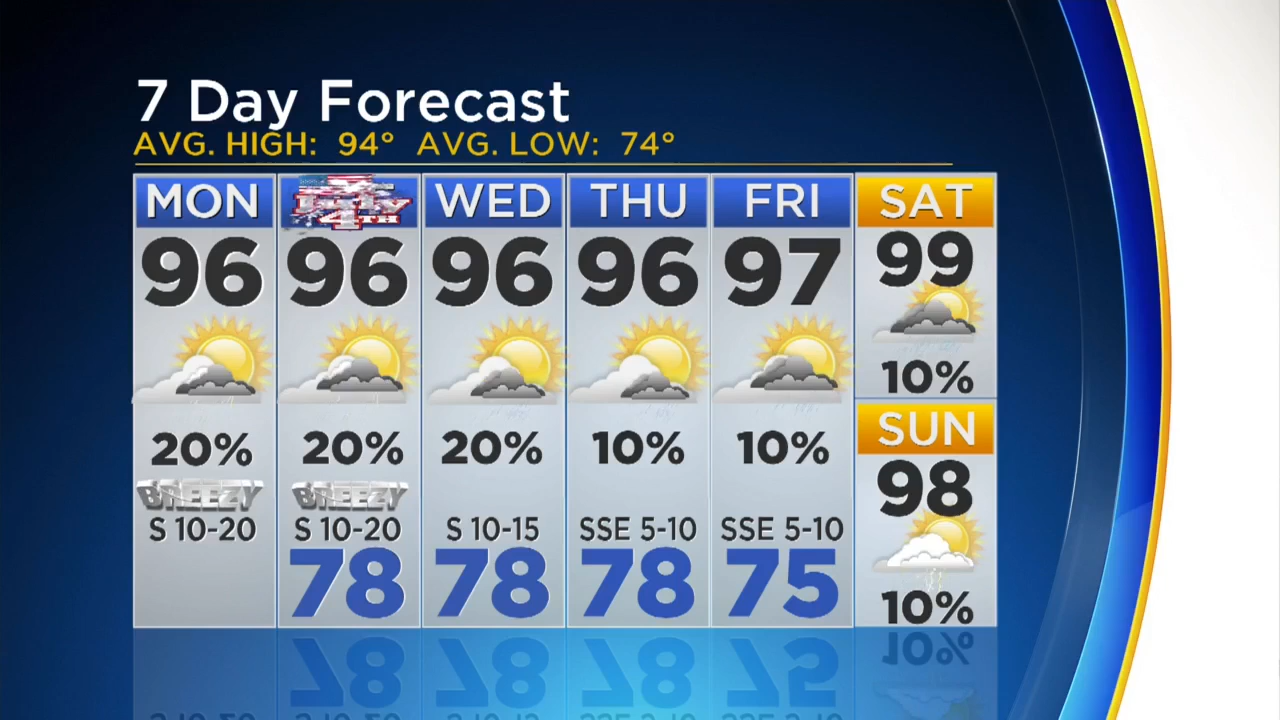 7 Day Forecast
AVG. HIGH: 94° AVG. LOW: 74°
MON
96
20%
BREEZY
S 10-20
July
4TH
96
20%
BREEZY
S 10-20
78
WED
96
20%
S 10-15
78
THU
96
10%
SSE 5-10
78
FRI
97
10%
SSE 5-10
75
SAT
99
10%
SUN
98
10%